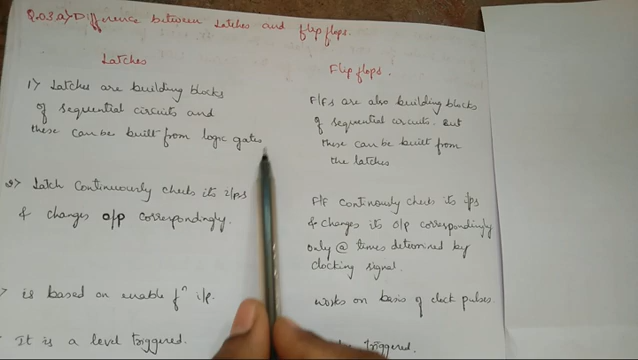 Q.03.a) Difference between Latches and flip flops.
Latches
1) Latches are building blocks
of sequential circuits and
these can be built from logic gates
2) Latch continuously checks its i/ps
& changes o/p correspondingly.
is based on enable fⁿ i/p.
It is a level triggered.
Flip flops.
F/Fs are also building blocks
of sequential circuits. But
these can be built from
the latches
F/F continously checks its i/ps
& changes its o/p correspondingly
only @ times determined by
clocking signal.
works on basis of clock pulses.
triggered.